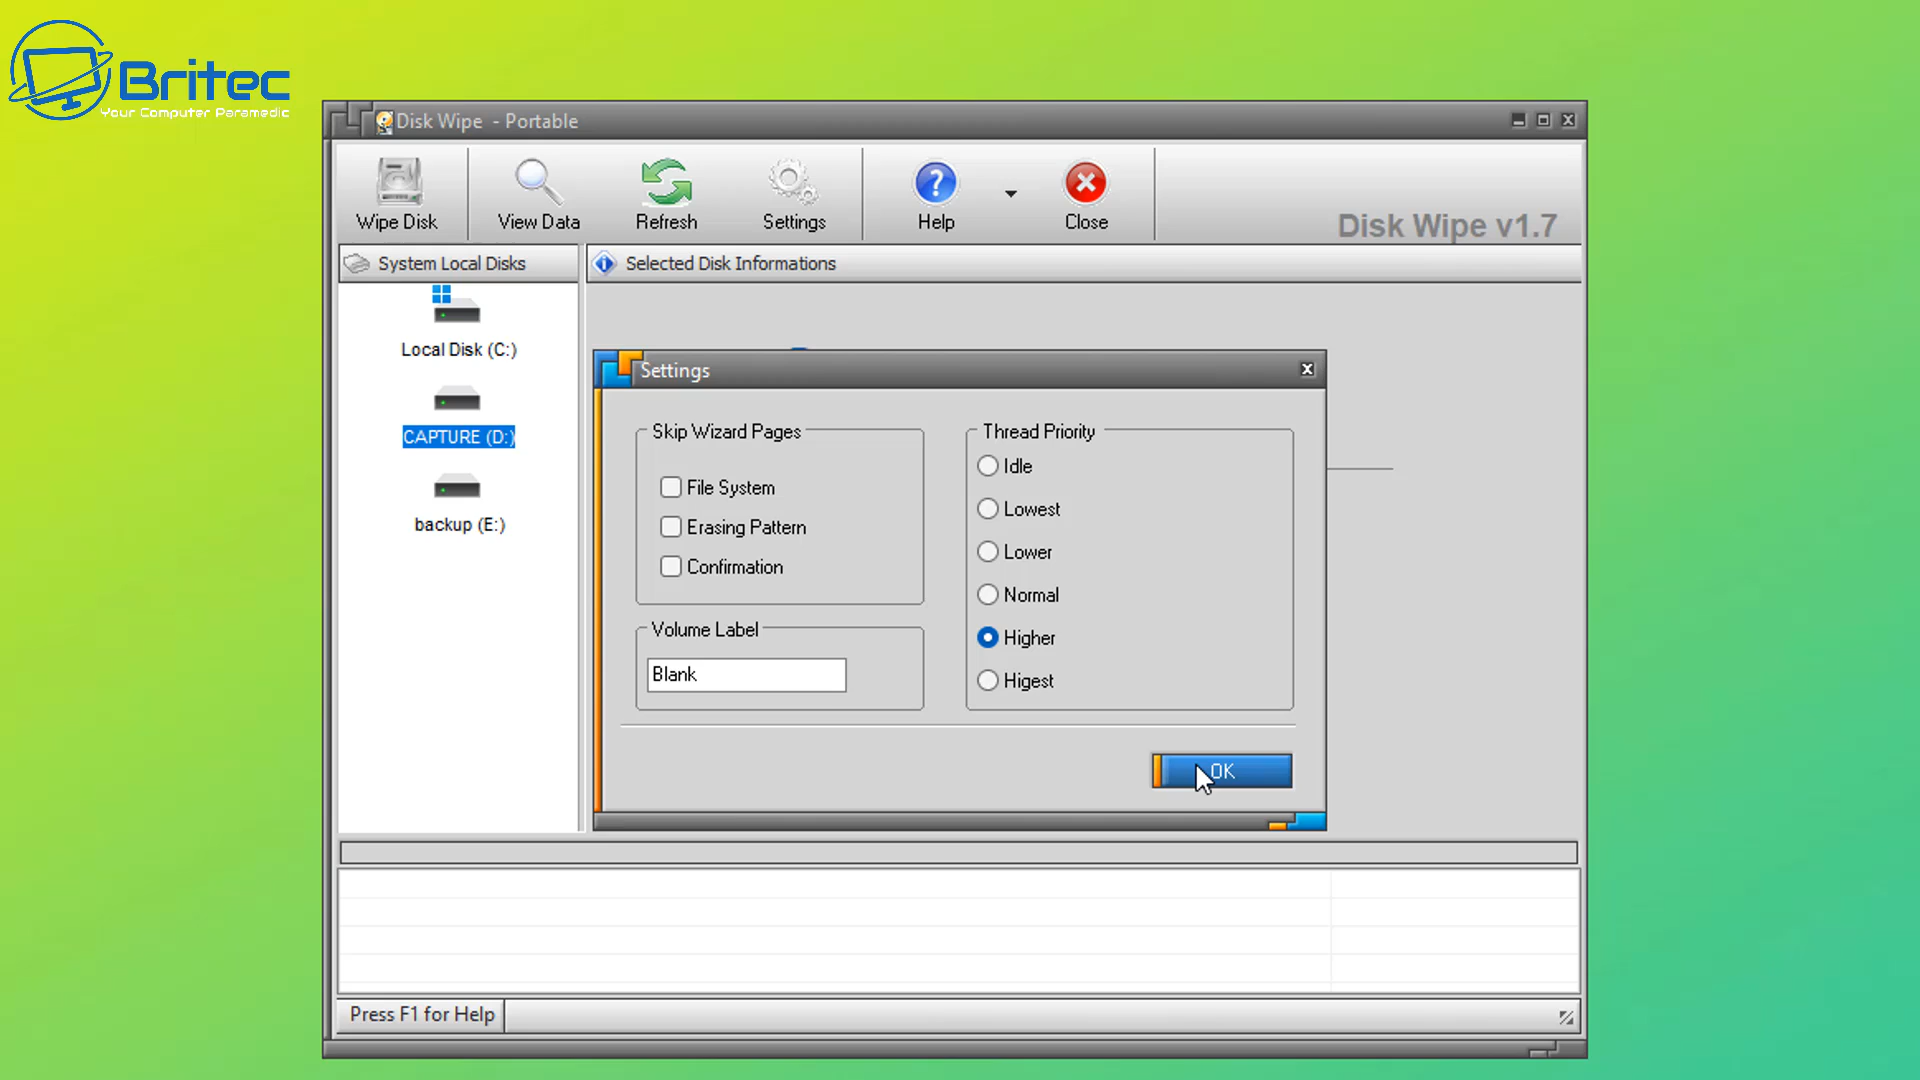 Britec
Your Computer Paramedic
Disk Wipe - Portable
Wipe Disk
View Data
Refresh
Settings
Help
Close
Disk Wipe v1.7
System Local Disks
Selected Disk Informations
Local Disk (C:)
CAPTURE (D:)
backup (E:)
Settings
Skip Wizard Pages
File System
Erasing Pattern
Confirmation
Volume Label
Blank
Thread Priority
Idle
Lowest
Lower
Normal
Higher
Higest
OK
Press F1 for Help